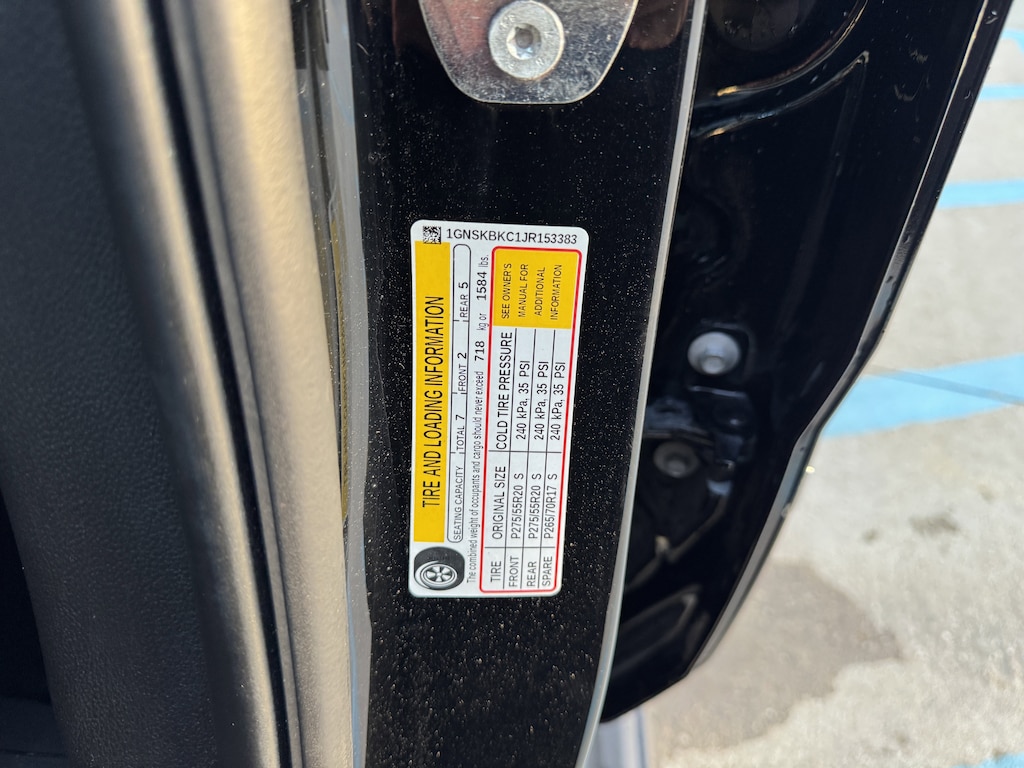 1GNSKBKC1JR153383
TIRE AND LOADING INFORMATION
SEATING CAPACITY TOTAL 7 FRONT 2 REAR 5
The combined weight of occupants and cargo should never exceed 718 kg or 1584 lbs.
TIRE ORIGINAL SIZE COLD TIRE PRESSURE
FRONT P275/55R20 S 240 kPa, 35 PSI
REAR P275/55R20 S 240 kPa, 35 PSI
SPARE P265/70R17 S 240 kPa, 35 PSI
SEE OWNER'S
MANUAL FOR
ADDITIONAL
INFORMATION